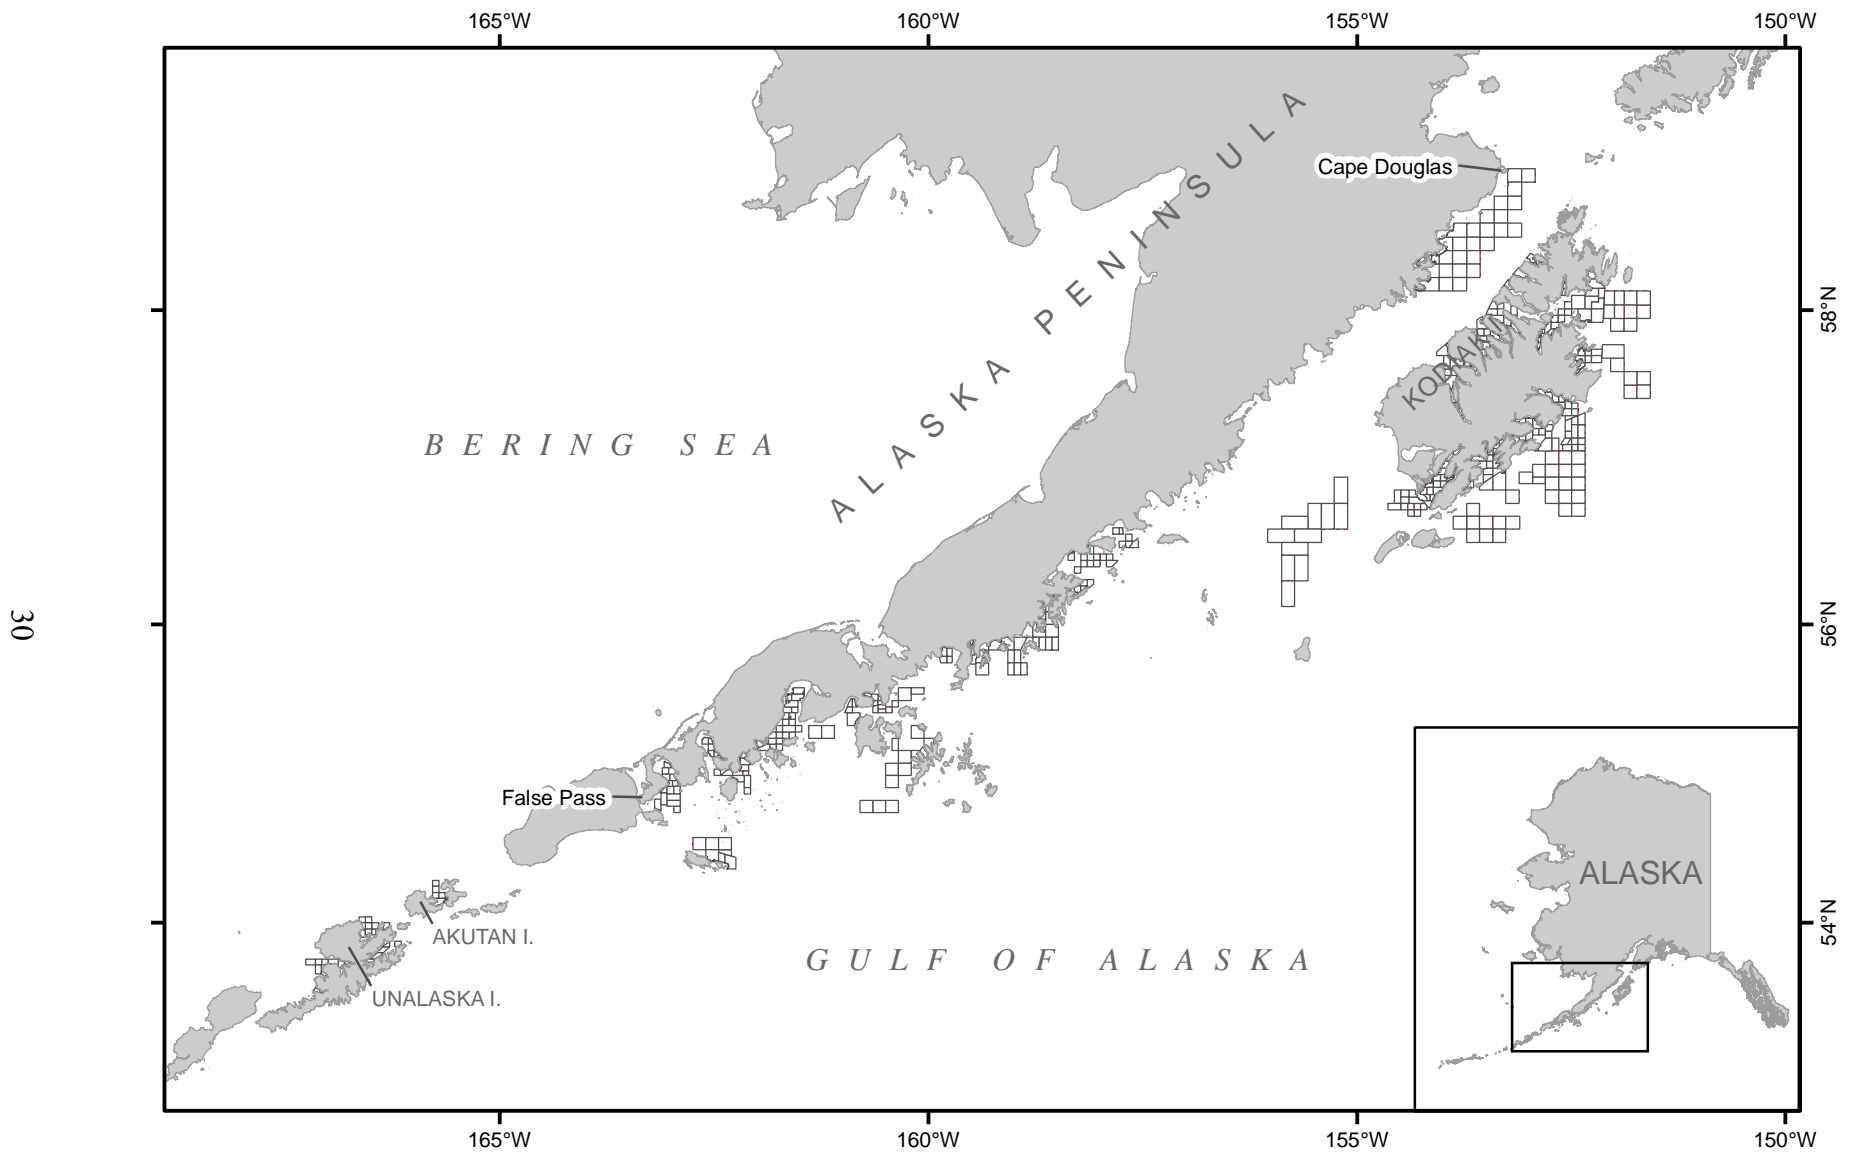 165°W 160°W 155°W 150°W
Cape Douglas
ALASKA PENINSULA
58°N
KODIAK I.
BERING SEA
30
56°N
False Pass
ALASKA
AKUTAN I.
54°N
GULF OF ALASKA
UNALASKA I.
165°W 160°W 155°W 150°W